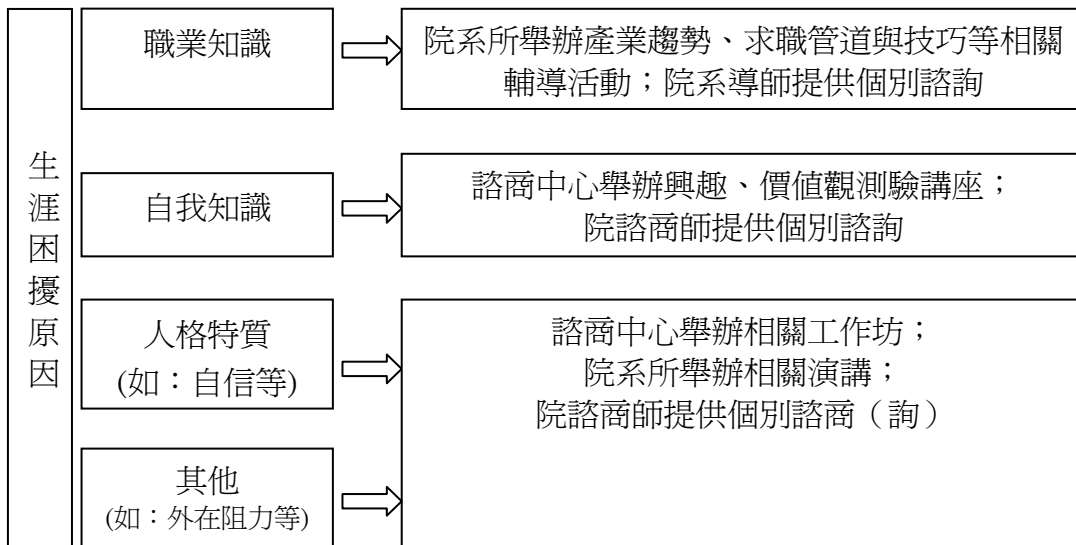 生涯困擾原因
職業知識
院系所舉辦產業趨勢、求職管道與技巧等相關
輔導活動；院系導師提供個別諮詢
自我知識
諮商中心舉辦興趣、價值觀測驗講座；
院諮商師提供個別諮詢
人格特質
(如：自信等)
諮商中心舉辦相關工作坊；
院系所舉辦相關演講；
院諮商師提供個別諮商（詢）
其他
(如：外在阻力等)